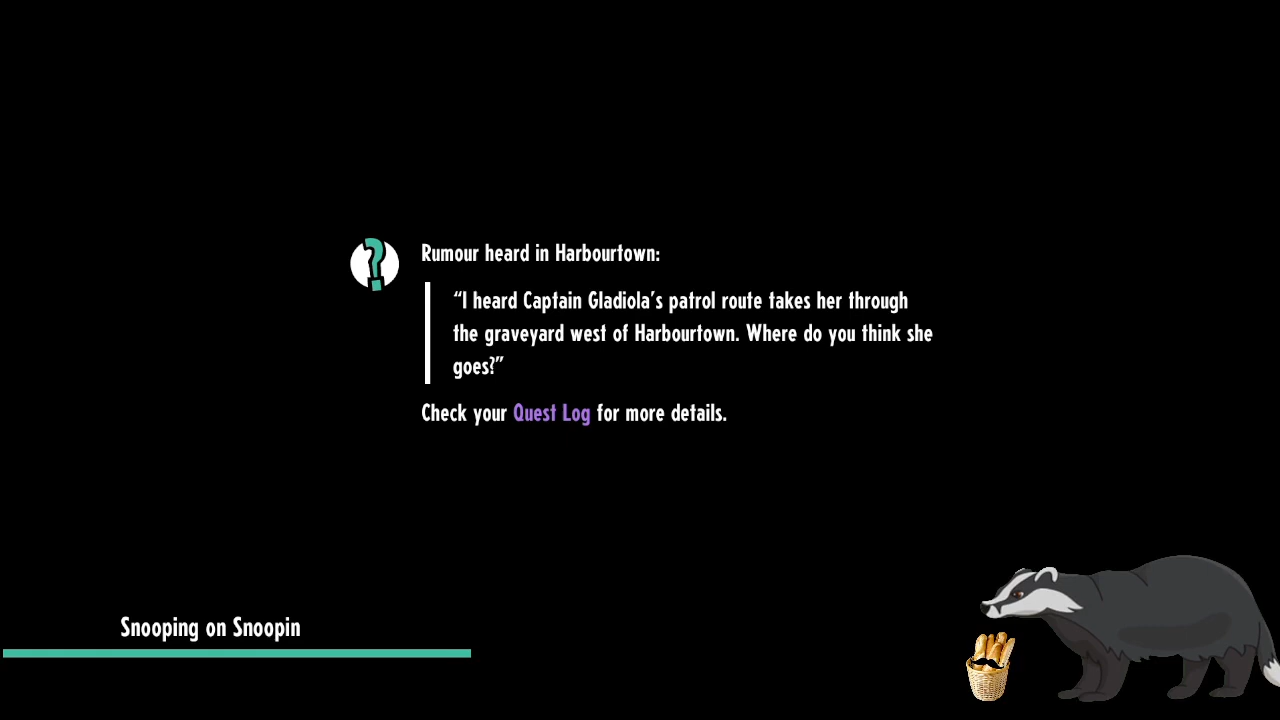 Rumour heard in Harbourtown:
“I heard Captain Gladiola’s patrol route takes her through
the graveyard west of Harbourtown. Where do you think she
goes?”
Check your Quest Log for more details.
Snooping on Snoopin